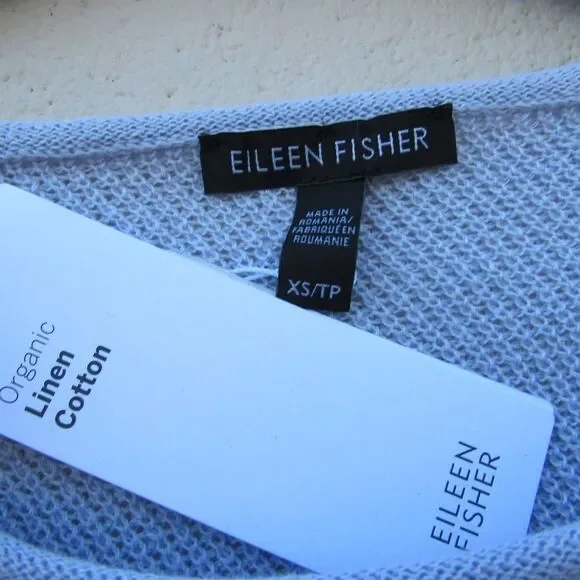 EILEEN FISHER
MADE IN
ROMANIA/
FABRIQUÉ EN
ROUMANIE
XS/TP
Organic
Linen
Cotton
EILEEN
FISHER